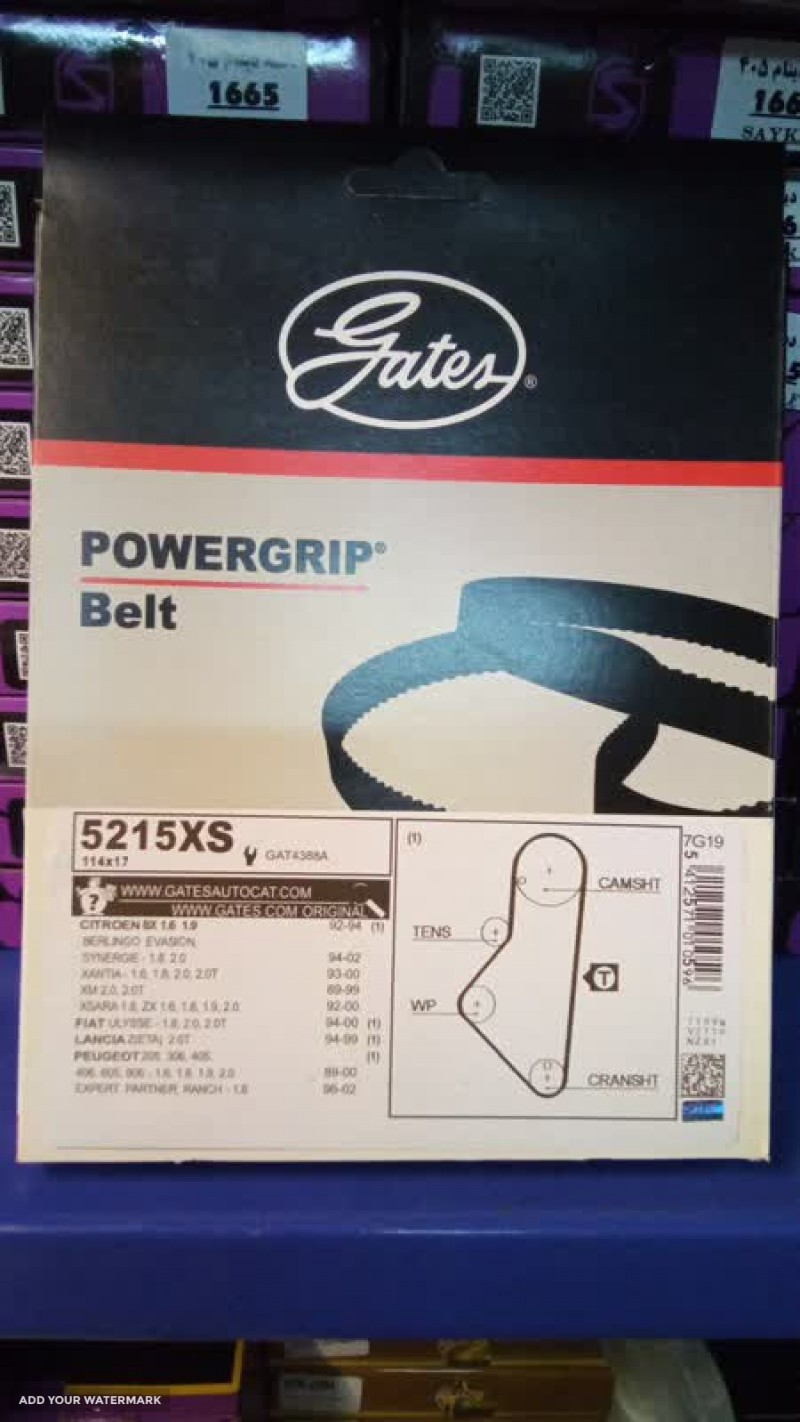 1665
۴۰۵
166
SAYK
Gates®
POWERGRIP®
Belt
5215XS
114x17
GAT4388A
WWW.GATESAUTOCAT.COM
WWW.GATES.COM ORIGINAL
CITROEN BX 1.6 1.9 92-94 (1)
BERLINGO EVASION,
SYNERGIE - 1.8 2.0 94-02
XANTIA - 1.6, 1.8, 2.0, 2.0T 93-00
XM 2.0, 2.0T 89-99
XSARA 1.8, ZX 1.6, 1.8, 1.9, 2.0 92-00
FIAT ULYSSE - 1.8, 2.0, 2.0T 94-00 (1)
LANCIA Z(ETA) 2.0T 94-99 (1)
PEUGEOT 205, 306, 405, (1)
406, 605, 806 - 1.6, 1.8, 1.9, 2.0 89-00
EXPERT, PARTNER, RANCH - 1.8 96-02
(1)
CAMSHT
TENS
T
WP
CRANSHT
7G19
5 412571 010596
ADD YOUR WATERMARK